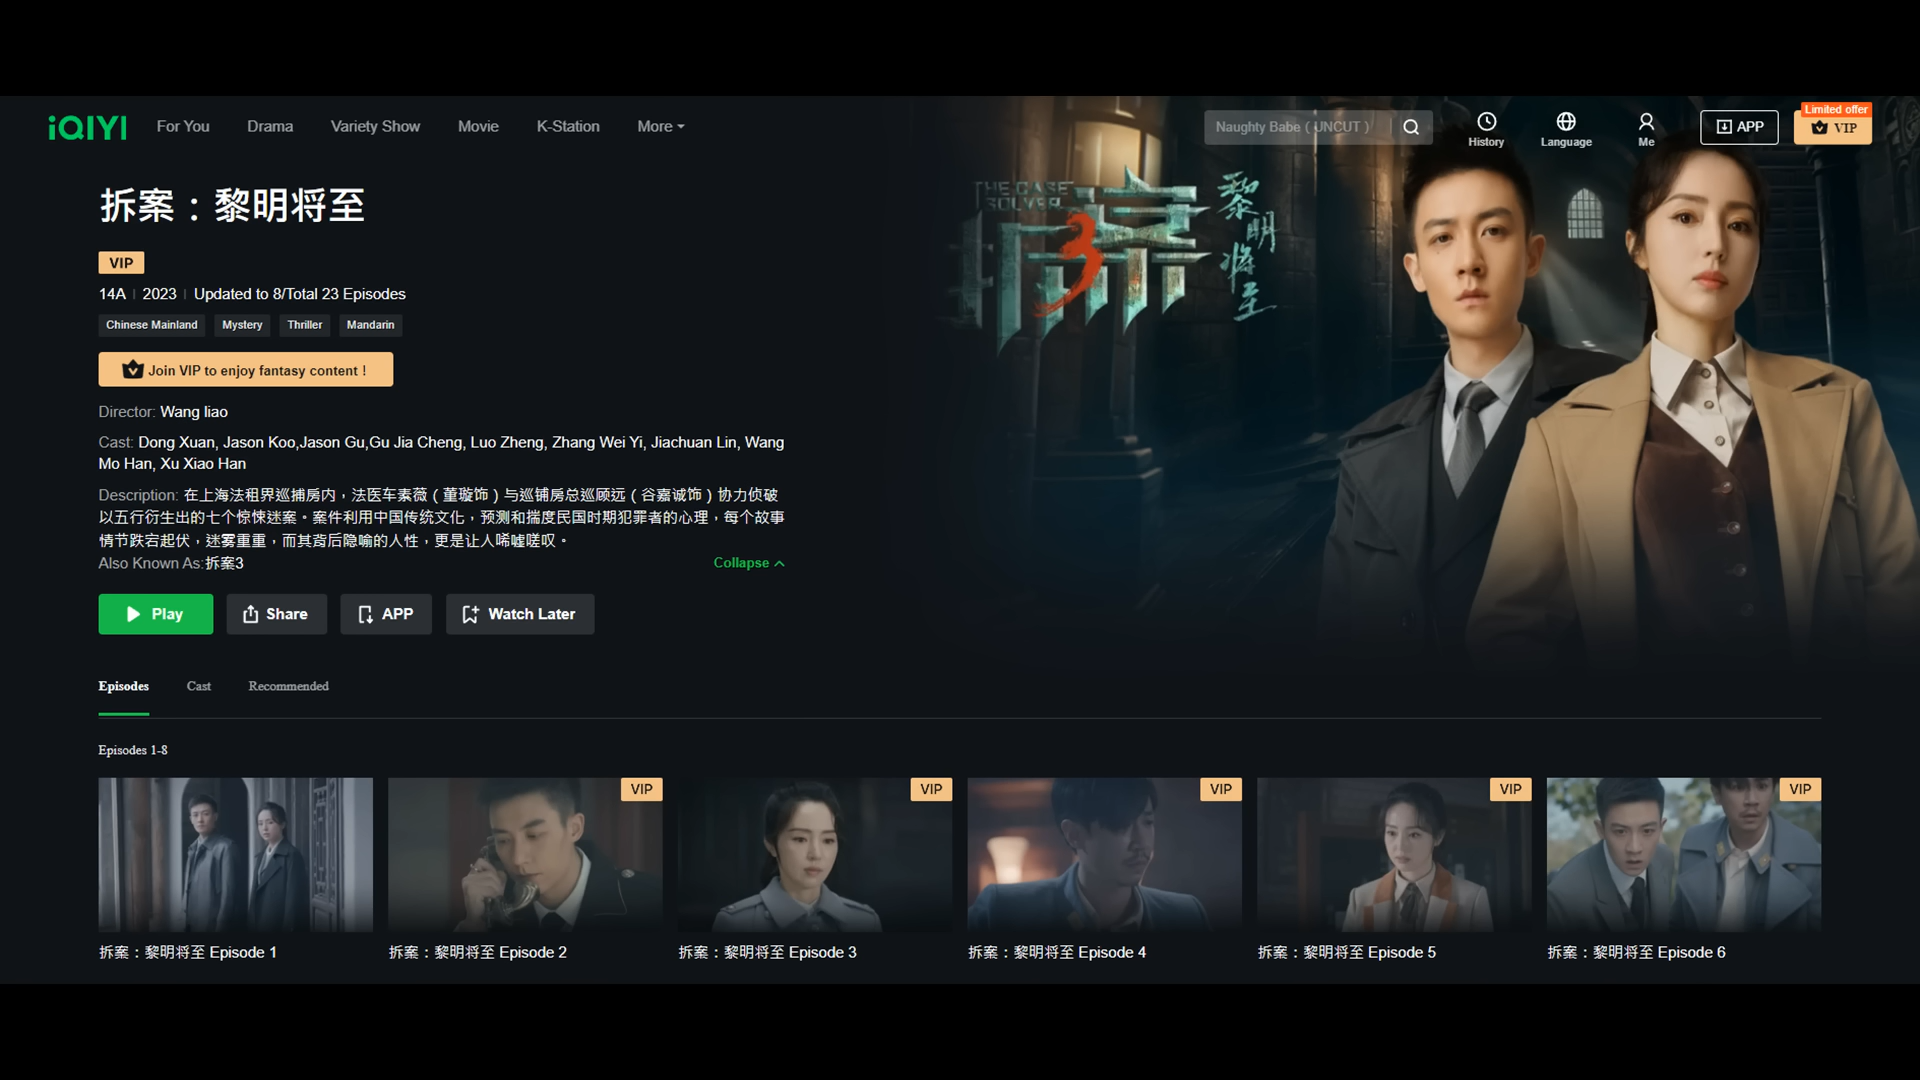 iQIYI For You Drama Variety Show Movie K-Station More
Naughty Babe ( UNCUT )
History
Language
Me
APP
Limited offer
VIP
拆案：黎明将至
THE CASE
SOLVER
拆案3
黎明将至
VIP
14A 2023 Updated to 8/Total 23 Episodes
Chinese Mainland Mystery Thriller Mandarin
Join VIP to enjoy fantasy content !
Director: Wang liao
Cast: Dong Xuan, Jason Koo,Jason Gu,Gu Jia Cheng, Luo Zheng, Zhang Wei Yi, Jiachuan Lin, Wang
Mo Han, Xu Xiao Han
Description: 在上海法租界巡捕房内，法医车素薇（董璇饰）与巡铺房总巡顾远（谷嘉诚饰）协力侦破
以五行衍生出的七个惊悚迷案。案件利用中国传统文化，预测和揣度民国时期犯罪者的心理，每个故事
情节跌宕起伏，迷雾重重，而其背后隐喻的人性，更是让人唏嘘嗟叹。
Also Known As:拆案3
Collapse
Play Share APP Watch Later
Episodes Cast Recommended
Episodes 1-8
VIP VIP VIP VIP VIP
拆案：黎明将至 Episode 1
拆案：黎明将至 Episode 2
拆案：黎明将至 Episode 3
拆案：黎明将至 Episode 4
拆案：黎明将至 Episode 5
拆案：黎明将至 Episode 6